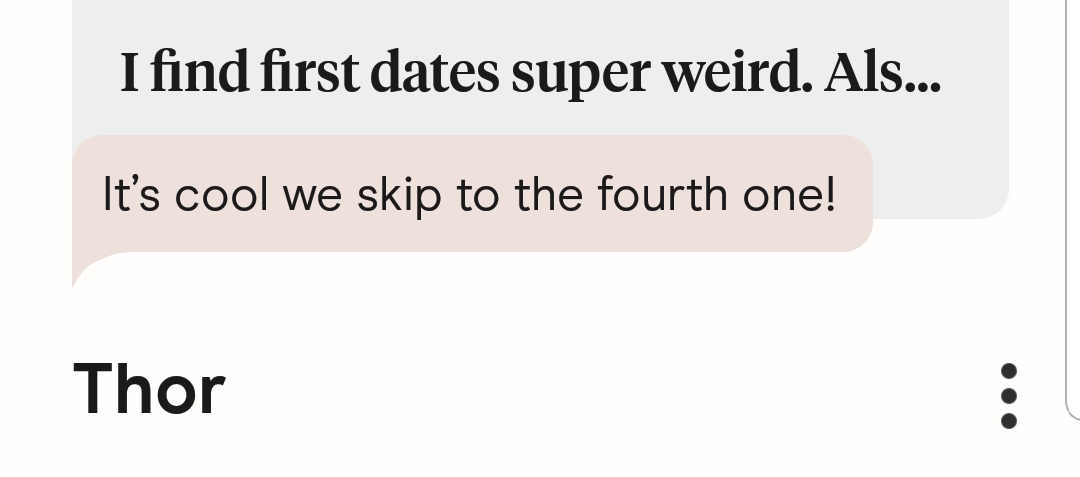 I find first dates super weird. Als...
It’s cool we skip to the fourth one!
Thor